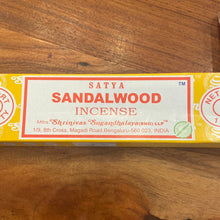 SATYA
SANDALWOOD
TM
INCENSE
Mfrs Shrinivas Sugandhalaya (BNG) LLP
1/9, 8th Cross, Magadi Road, Bengaluru-560 023, INDIA
NET